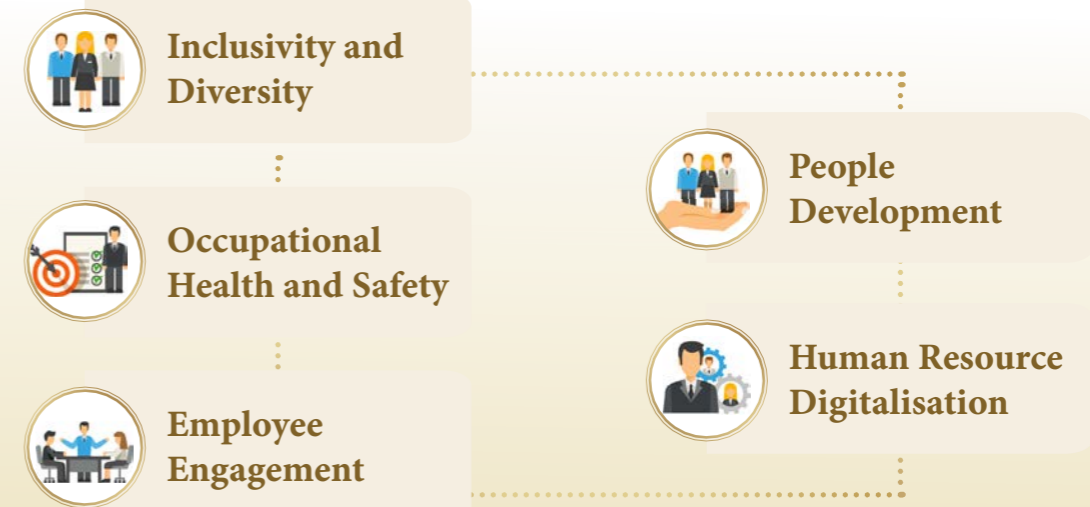 Inclusivity and
Diversity
Occupational
Health and Safety
Employee
Engagement
People
Development
Human Resource
Digitalisation